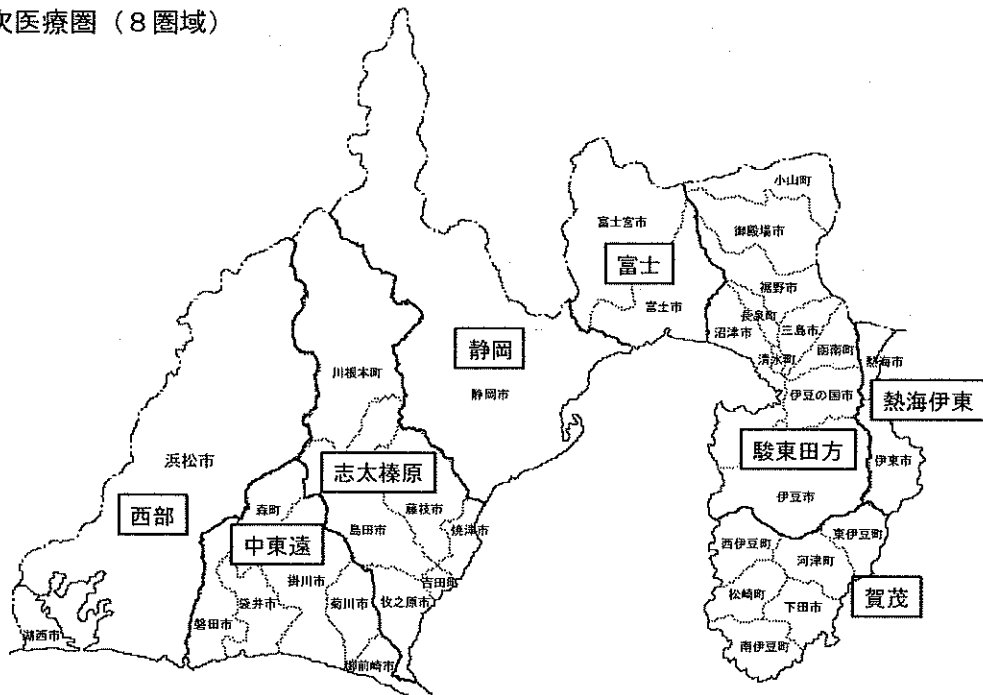 次医療圏（８圏域）
小山町
富士宮市
御殿場市
富士
裾野市
富士市
長泉町
沼津市
三島市
静岡
清水町
函南町
熱海市
川根本町
静岡市
伊豆の国市
熱海伊東
駿東田方
浜松市
志太榛原
伊東市
伊豆市
西部
森町
藤枝市
島田市
焼津市
中東遠
西伊豆町
東伊豆町
河津町
掛川市
吉田町
袋井市
菊川市
牧之原市
松崎町
賀茂
下田市
磐田市
湖西市
南伊豆町
御前崎市